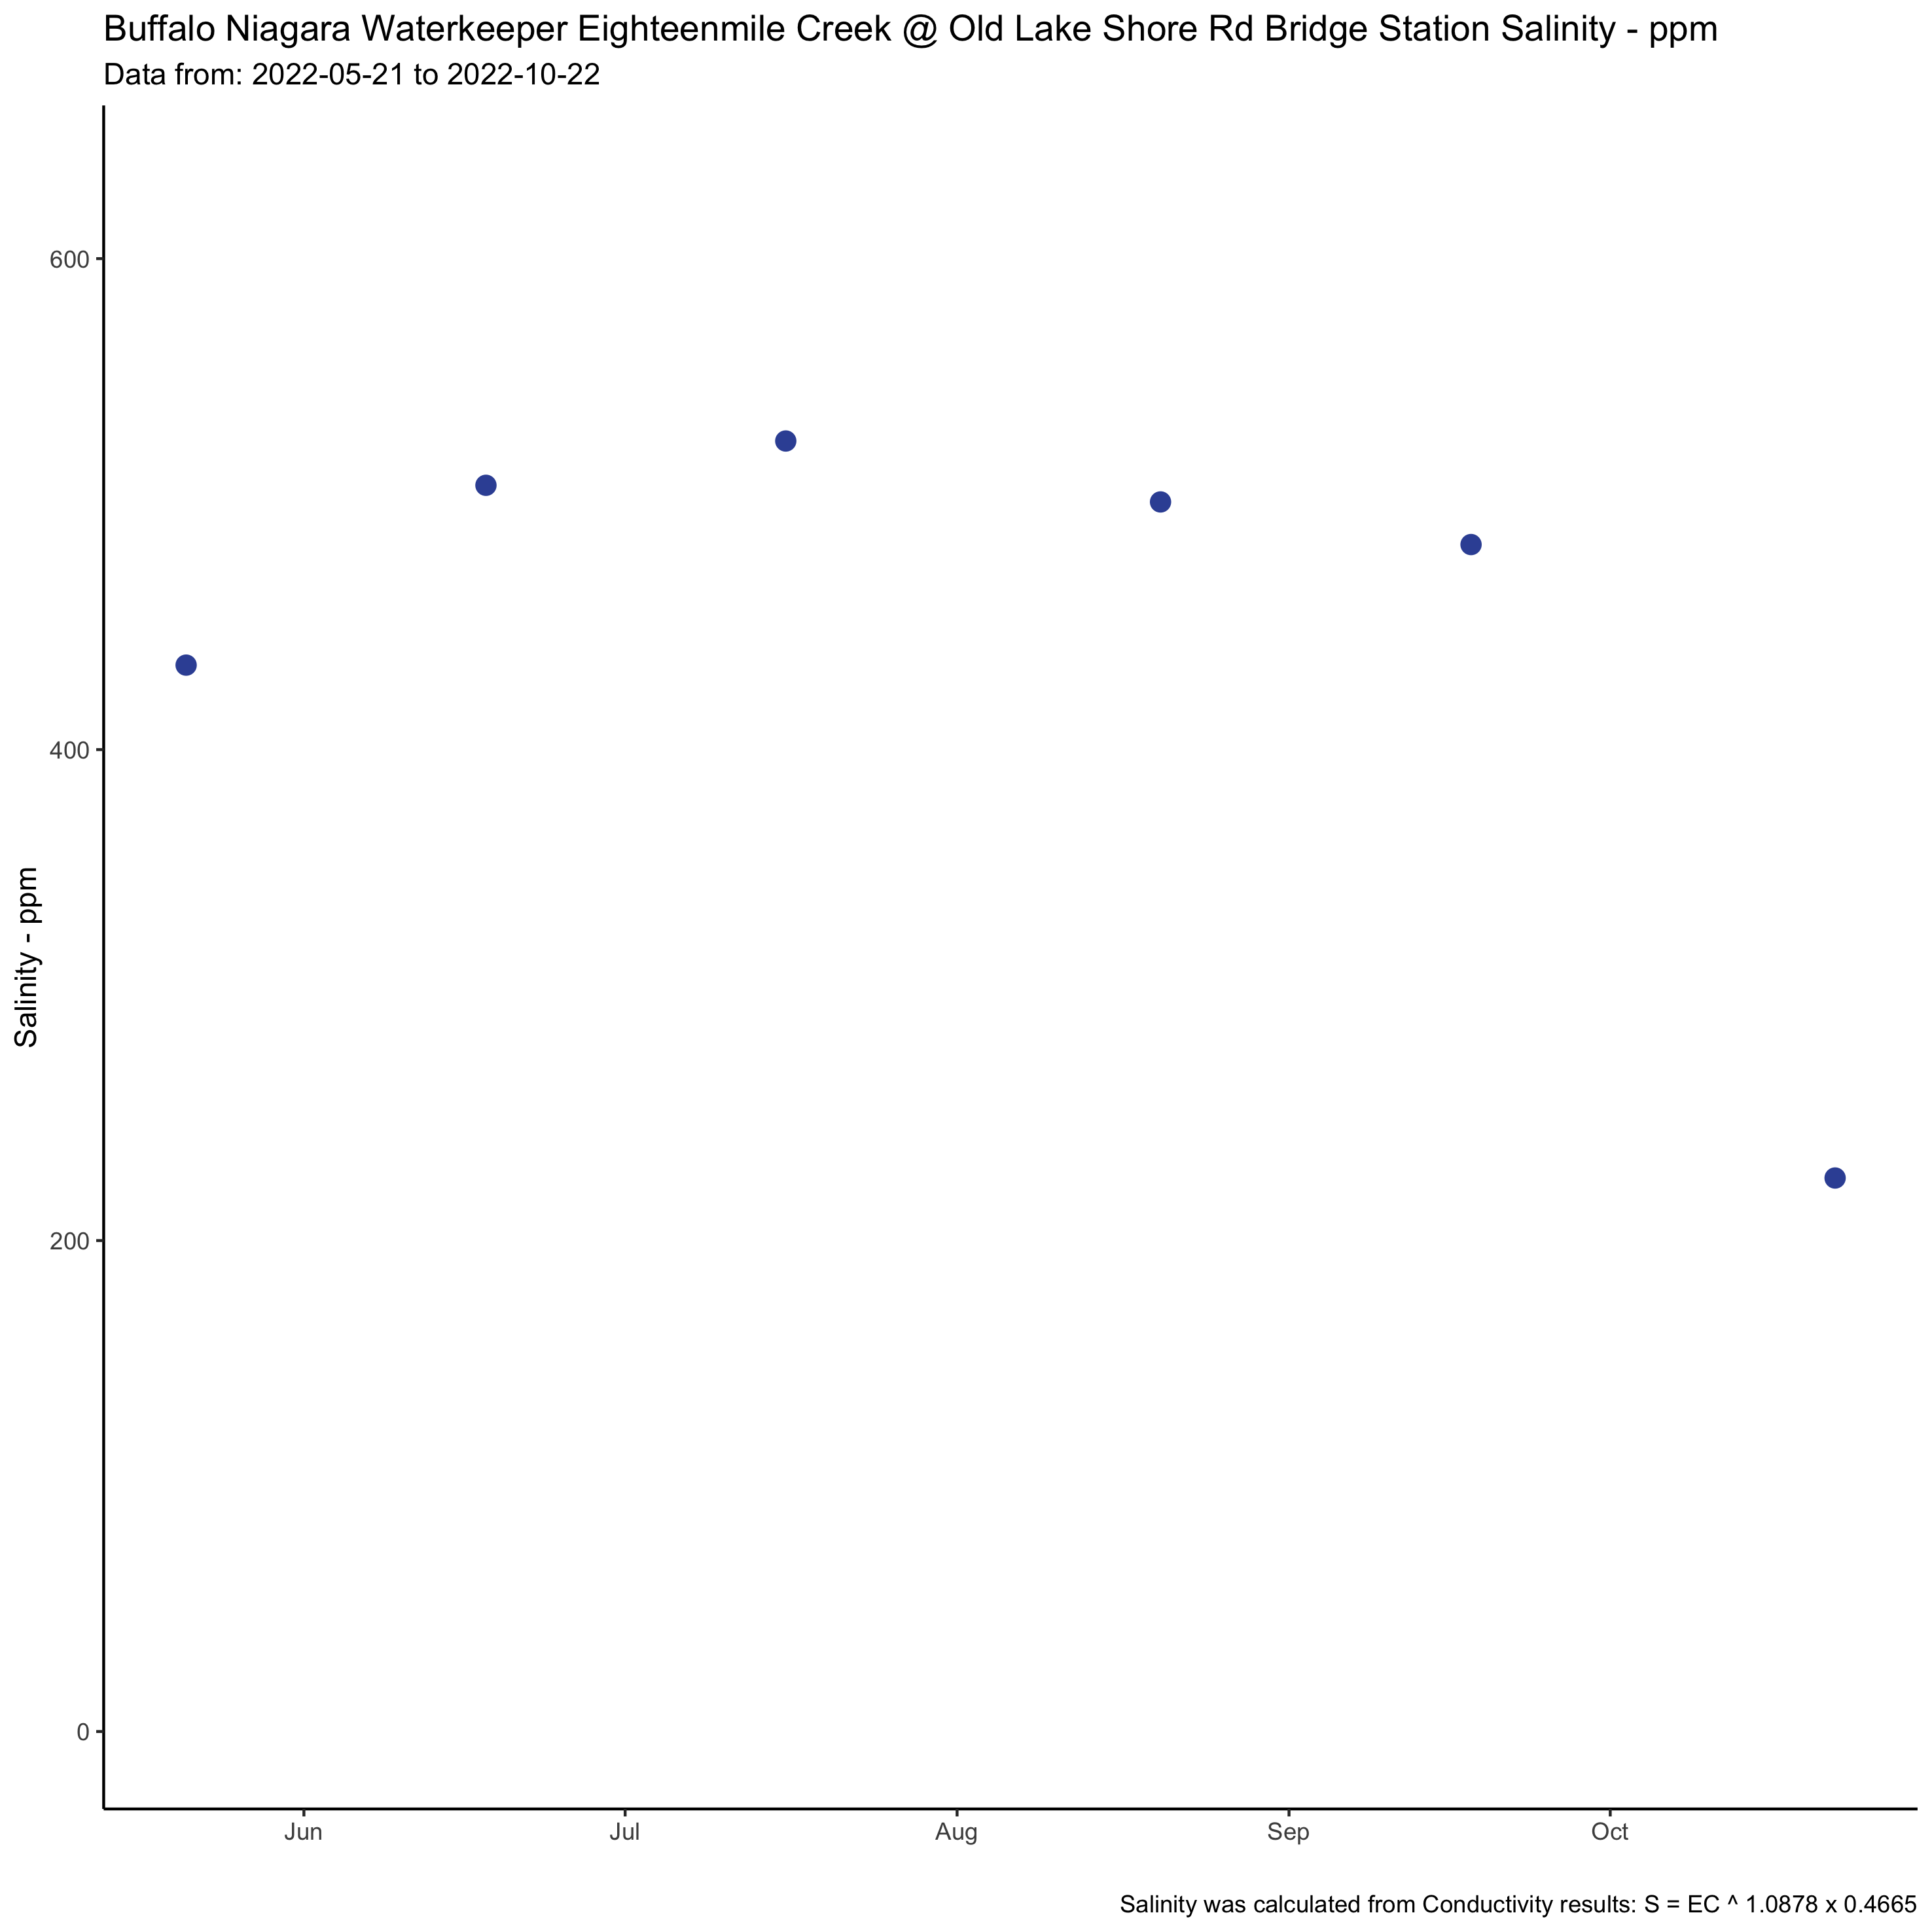 Buffalo Niagara Waterkeeper Eighteenmile Creek @ Old Lake Shore Rd Bridge Station Salinity - ppm
Data from: 2022-05-21 to 2022-10-22
Salinity - ppm
600
400
200
0
Jun Jul Aug Sep Oct
Salinity was calculated from Conductivity results: S = EC ^ 1.0878 x 0.4665